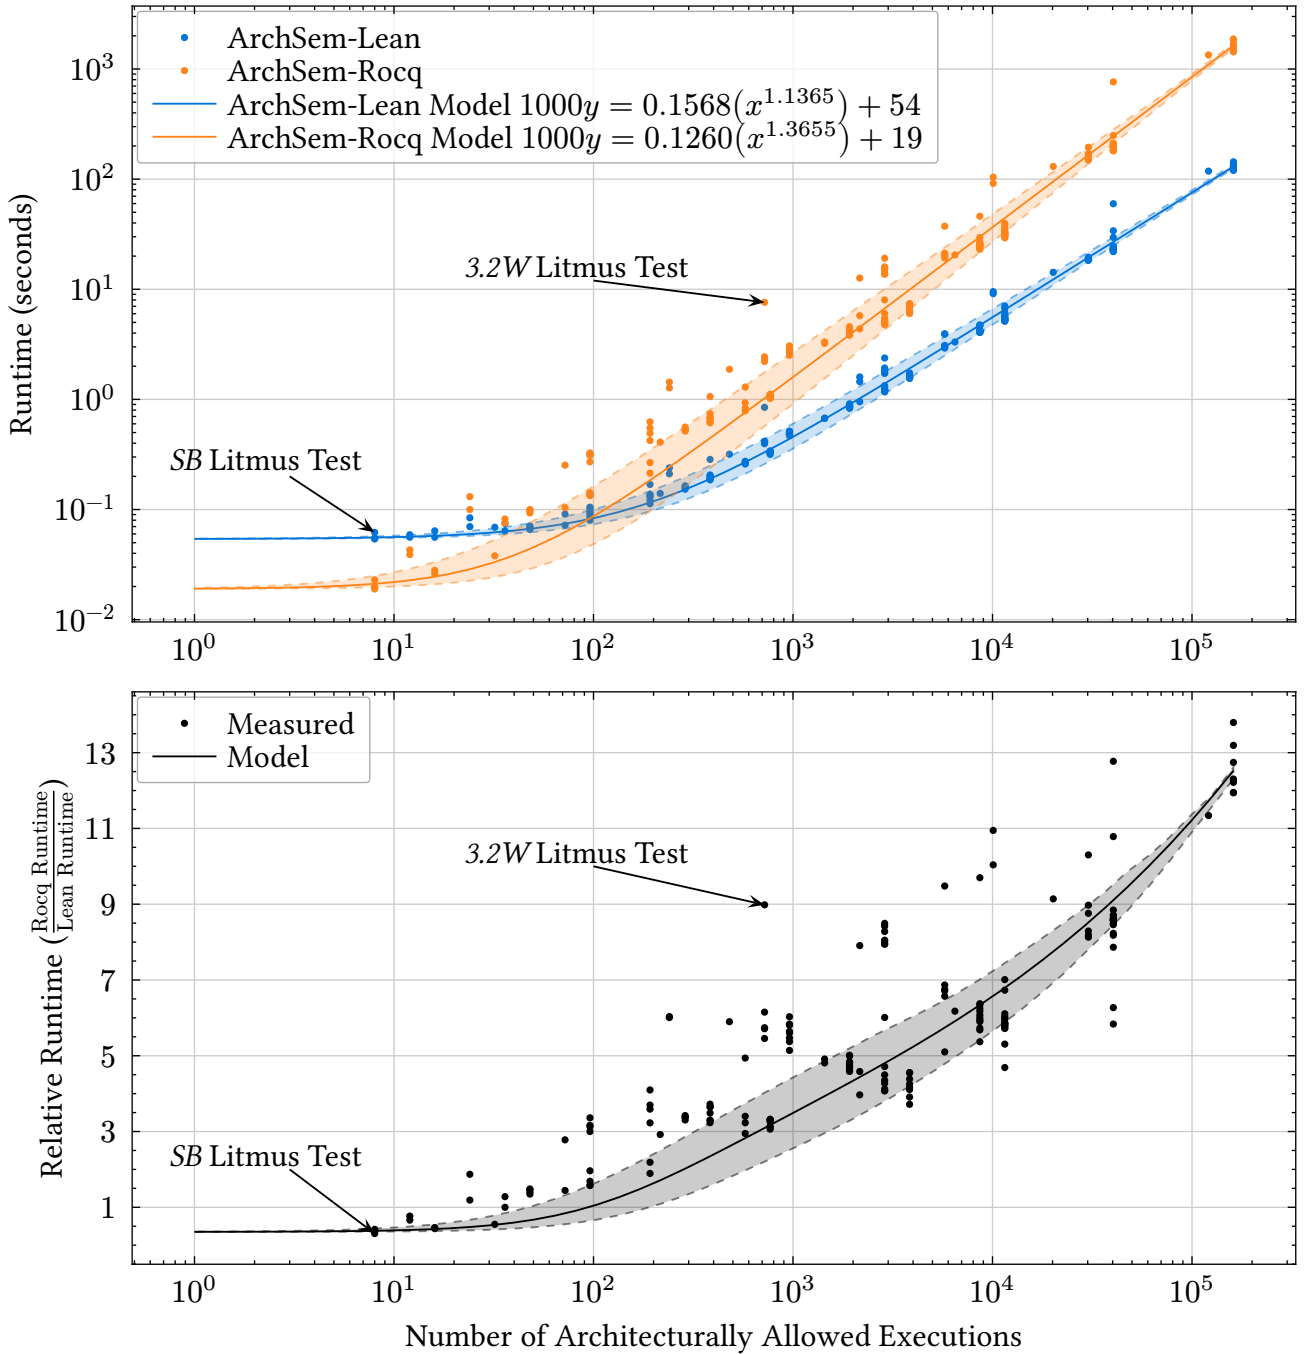 ArchSem-Lean
ArchSem-Rocq
ArchSem-Lean Model 1000y = 0.1568(x^1.1365) + 54
ArchSem-Rocq Model 1000y = 0.1260(x^1.3655) + 19
Runtime (seconds)
10^3
10^2
10^1
10^0
10^−1
10^−2
3.2W Litmus Test
SB Litmus Test
10^0 10^1 10^2 10^3 10^4 10^5
Measured
Model
Relative Runtime (Rocq Runtime / Lean Runtime)
13
11
9
7
5
3
1
3.2W Litmus Test
SB Litmus Test
10^0 10^1 10^2 10^3 10^4 10^5
Number of Architecturally Allowed Executions